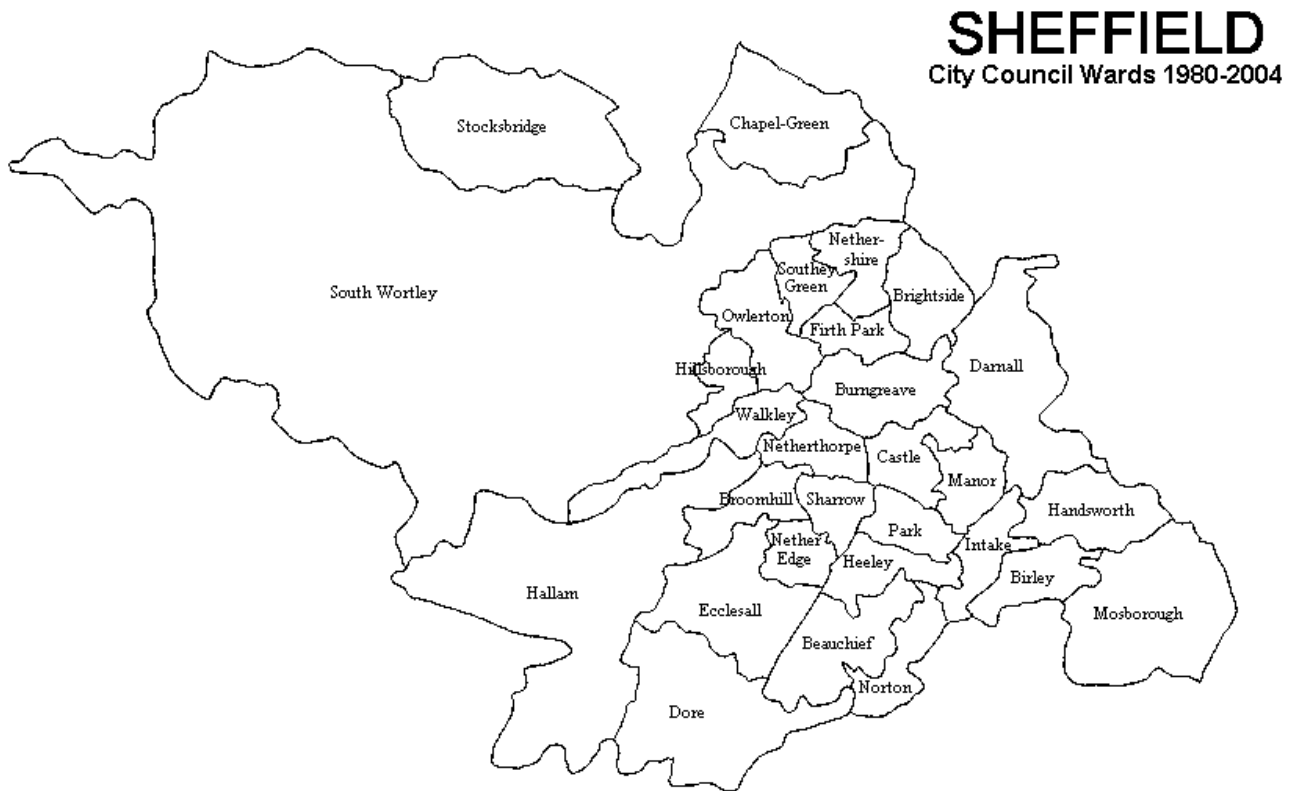 SHEFFIELD
City Council Wards 1980-2004
Chapel-Green
Stocksbridge
Nether-
shire
Southey
Green
South Wortley
Brightside
Owlerton
Firth Park
Darnall
Hillsborough
Burngreave
Walkley
Netherthorpe
Castle
Manor
Broomhill
Sharrow
Handsworth
Park
Nether
Edge
Intake
Heeley
Birley
Hallam
Ecclesall
Mosborough
Beauchief
Norton
Dore